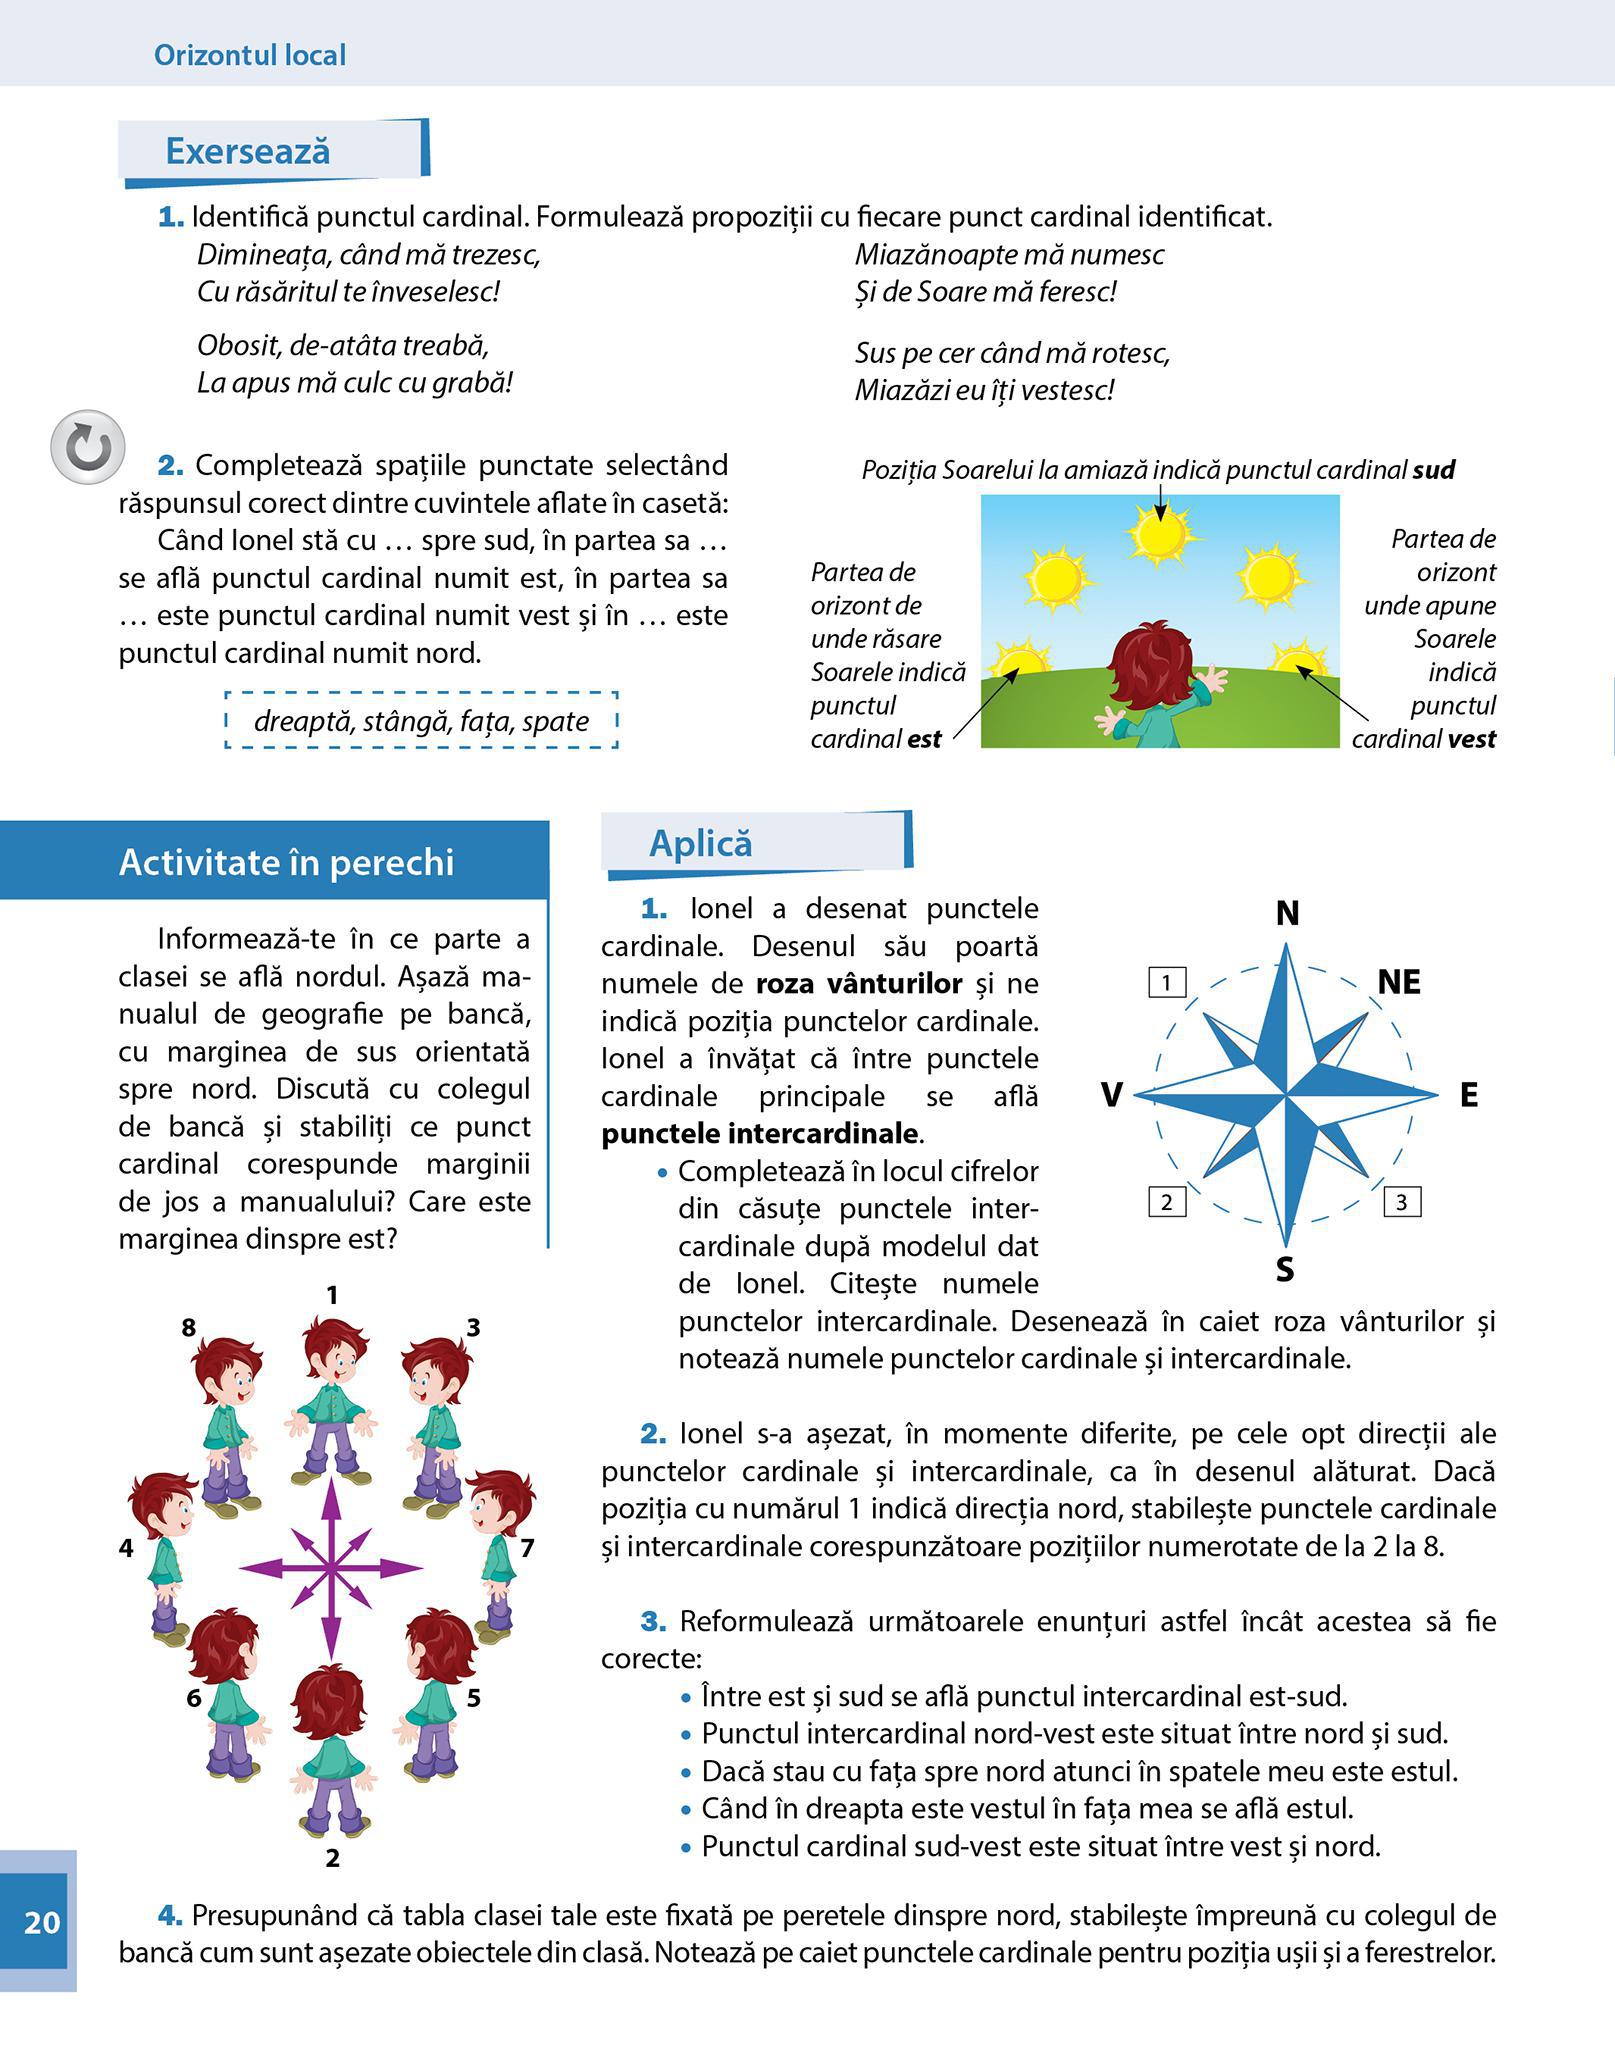 Orizontul local
Exersează
1. Identifică punctul cardinal. Formulează propoziții cu fiecare punct cardinal identificat.
Dimineața, când mă trezesc,
Cu răsăritul te înveselesc!
Obosit, de-atâta treabă,
La apus mă culc cu grabă!
Miazănoapte mă numesc
Și de Soare mă feresc!
Sus pe cer când mă rotesc,
Miazăzi eu îți vestesc!
2. Completează spațiile punctate selectând
răspunsul corect dintre cuvintele aflate în casetă:
Când Ionel stă cu … spre sud, în partea sa …
se află punctul cardinal numit est, în partea sa
… este punctul cardinal numit vest și în … este
punctul cardinal numit nord.
dreaptă, stângă, fața, spate
Poziția Soarelui la amiază indică punctul cardinal sud
Partea de
orizont de
unde răsare
Soarele indică
punctul
cardinal est
Partea de
orizont
unde apune
Soarele
indică
punctul
cardinal vest
Activitate în perechi
Informează-te în ce parte a
clasei se află nordul. Așază ma-
nualul de geografie pe bancă,
cu marginea de sus orientată
spre nord. Discută cu colegul
de bancă și stabiliți ce punct
cardinal corespunde marginii
de jos a manualului? Care este
marginea dinspre est?
1
8
3
4
7
6
5
2
Aplică
1. Ionel a desenat punctele
cardinale. Desenul său poartă
numele de roza vânturilor și ne
indică poziția punctelor cardinale.
Ionel a învățat că între punctele
cardinale principale se află
punctele intercardinale.
• Completează în locul cifrelor
din căsuțe punctele inter-
cardinale după modelul dat
de Ionel. Citește numele
punctelor intercardinale. Desenează în caiet roza vânturilor și
notează numele punctelor cardinale și intercardinale.
N
1
NE
V
E
2
3
S
2. Ionel s-a așezat, în momente diferite, pe cele opt direcții ale
punctelor cardinale și intercardinale, ca în desenul alăturat. Dacă
poziția cu numărul 1 indică direcția nord, stabilește punctele cardinale
și intercardinale corespunzătoare pozițiilor numerotate de la 2 la 8.
3. Reformulează următoarele enunțuri astfel încât acestea să fie
corecte:
• Între est și sud se află punctul intercardinal est-sud.
• Punctul intercardinal nord-vest este situat între nord și sud.
• Dacă stau cu fața spre nord atunci în spatele meu este estul.
• Când în dreapta este vestul în fața mea se află estul.
• Punctul cardinal sud-vest este situat între vest și nord.
4. Presupunând că tabla clasei tale este fixată pe peretele dinspre nord, stabilește împreună cu colegul de
bancă cum sunt așezate obiectele din clasă. Notează pe caiet punctele cardinale pentru poziția ușii și a ferestrelor.
20